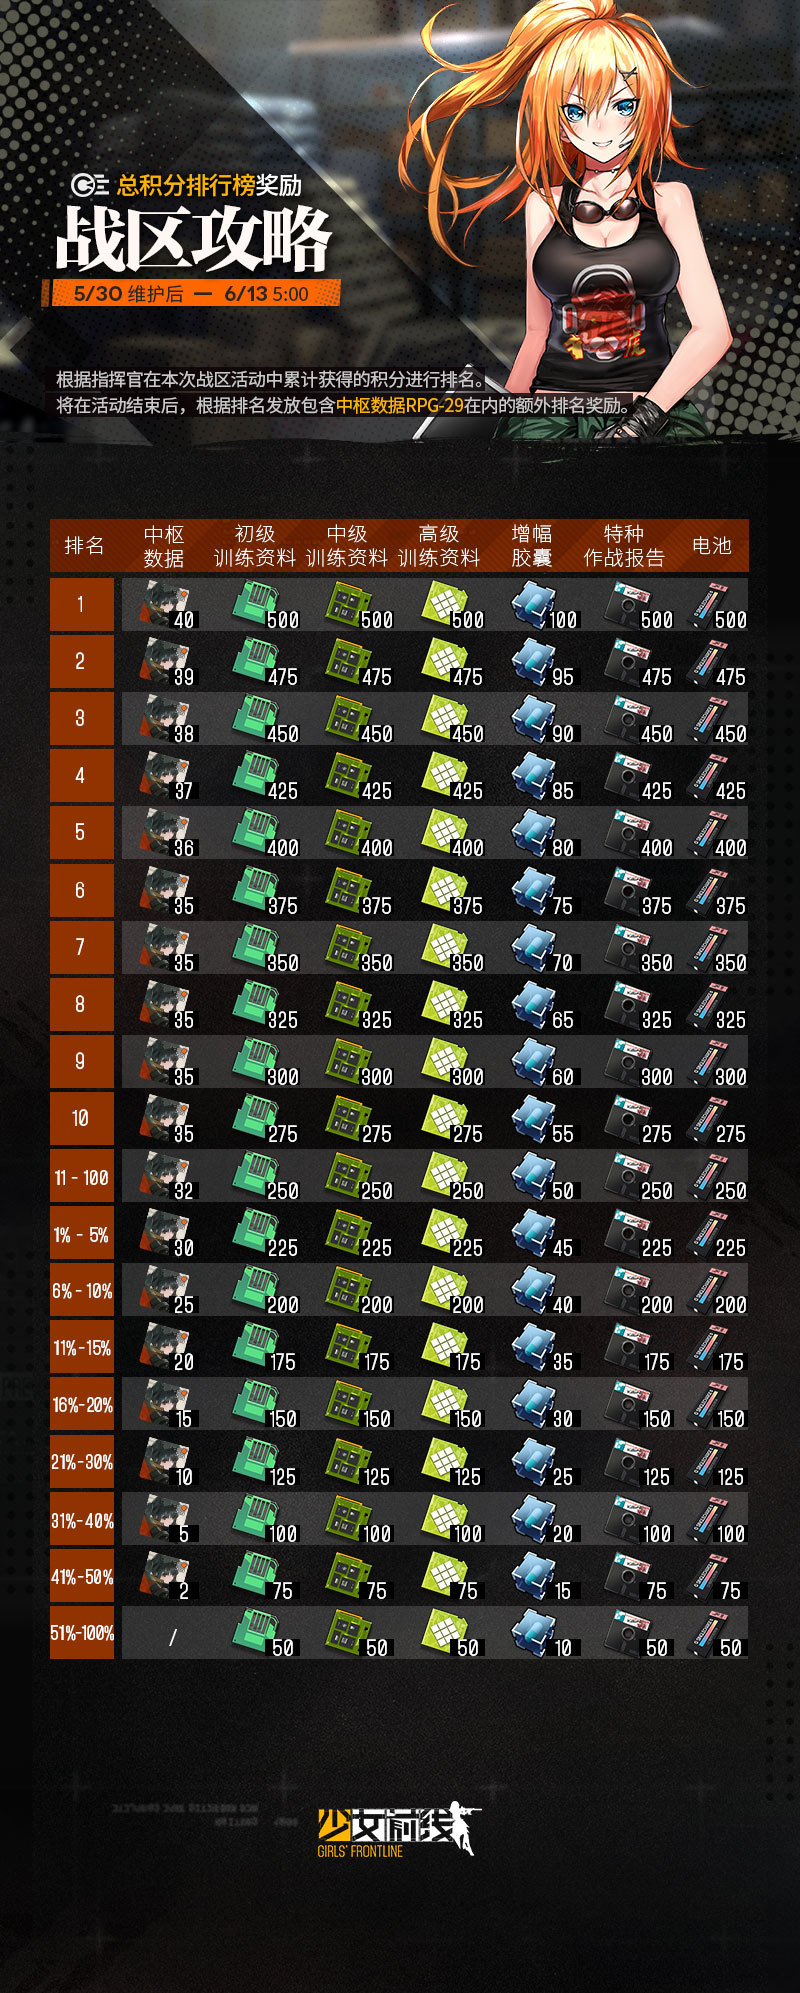 总积分排行榜奖励
战区攻略
5/30 维护后 — 6/13 5:00
根据指挥官在本次战区活动中累计获得的积分进行排名。
将在活动结束后，根据排名发放包含中枢数据RPG-29在内的额外排名奖励。
排名 中枢数据 初级训练资料 中级训练资料 高级训练资料 增幅胶囊 特种作战报告 电池
1 40 500 500 500 100 500 500
2 39 475 475 475 95 475 475
3 38 450 450 450 90 450 450
4 37 425 425 425 85 425 425
5 36 400 400 400 80 400 400
6 35 375 375 375 75 375 375
7 35 350 350 350 70 350 350
8 35 325 325 325 65 325 325
9 35 300 300 300 60 300 300
10 35 275 275 275 55 275 275
11 - 100 32 250 250 250 50 250 250
1% - 5% 30 225 225 225 45 225 225
6% - 10% 25 200 200 200 40 200 200
11%-15% 20 175 175 175 35 175 175
16%-20% 15 150 150 150 30 150 150
21%-30% 10 125 125 125 25 125 125
31%-40% 5 100 100 100 20 100 100
41%-50% 2 75 75 75 15 75 75
51%-100% / 50 50 50 10 50 50
少女前线
GIRLS' FRONTLINE